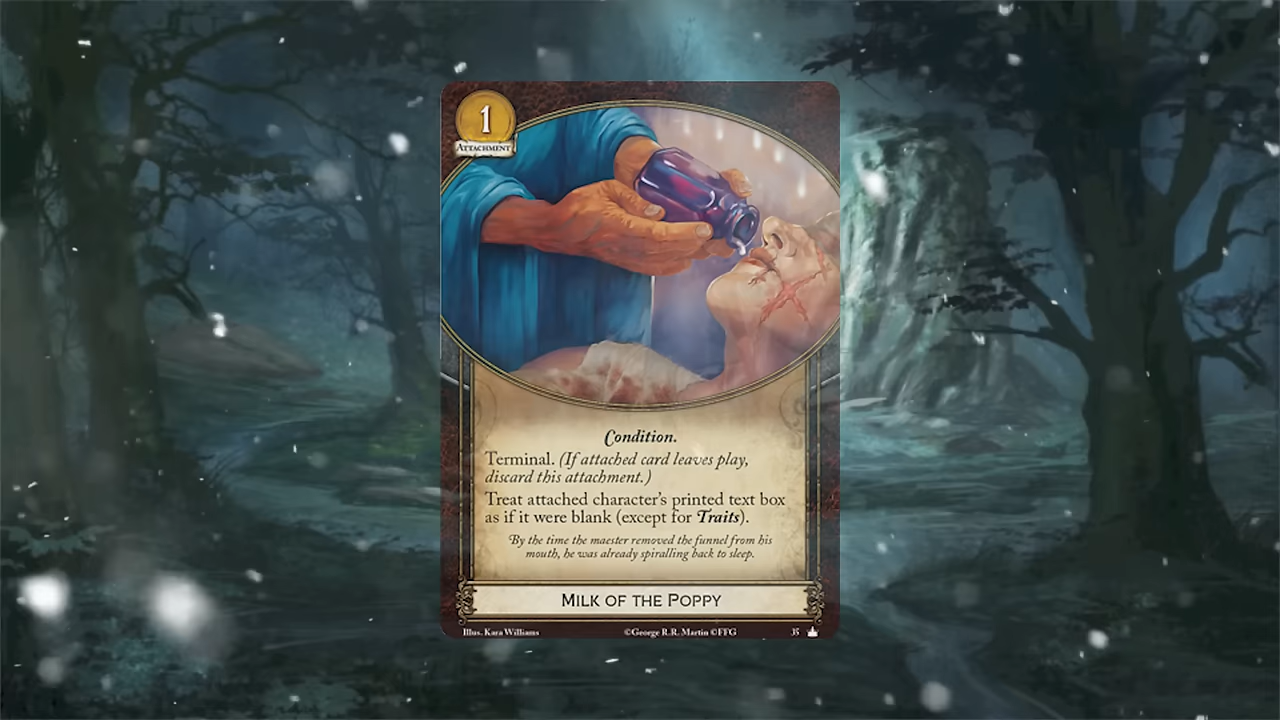 1
ATTACHMENT
Condition.
Terminal. (If attached card leaves play,
discard this attachment.)
Treat attached character's printed text box
as if it were blank (except for Traits).
By the time the maester removed the funnel from his
mouth, he was already spiralling back to sleep.
MILK OF THE POPPY
Illus. Kara Williams ©George R.R. Martin ©FFG 35